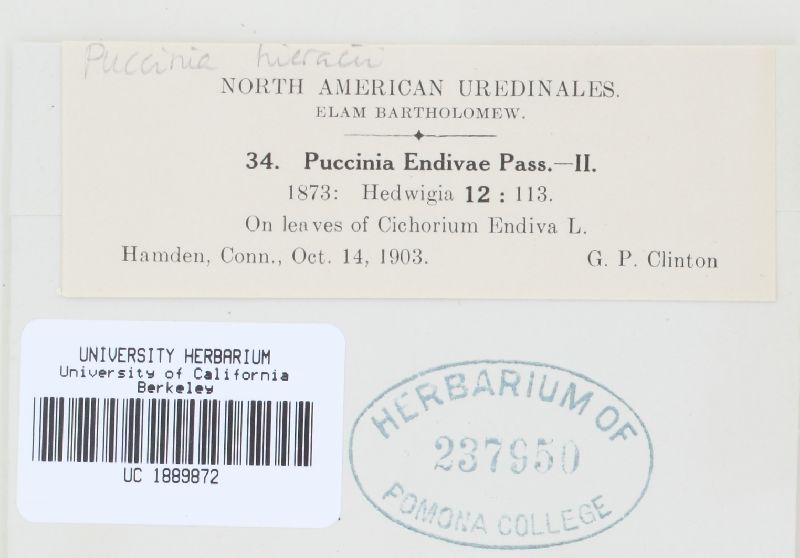 Puccinia hieracii
NORTH AMERICAN UREDINALES.
ELAM BARTHOLOMEW.
34. Puccinia Endivae Pass.—II.
1873: Hedwigia 12 : 113.
On leaves of Cichorium Endiva L.
Hamden, Conn., Oct. 14, 1903. G. P. Clinton
UNIVERSITY HERBARIUM
University of California
Berkeley
UC 1889872
HERBARIUM OF
237950
POMONA COLLEGE